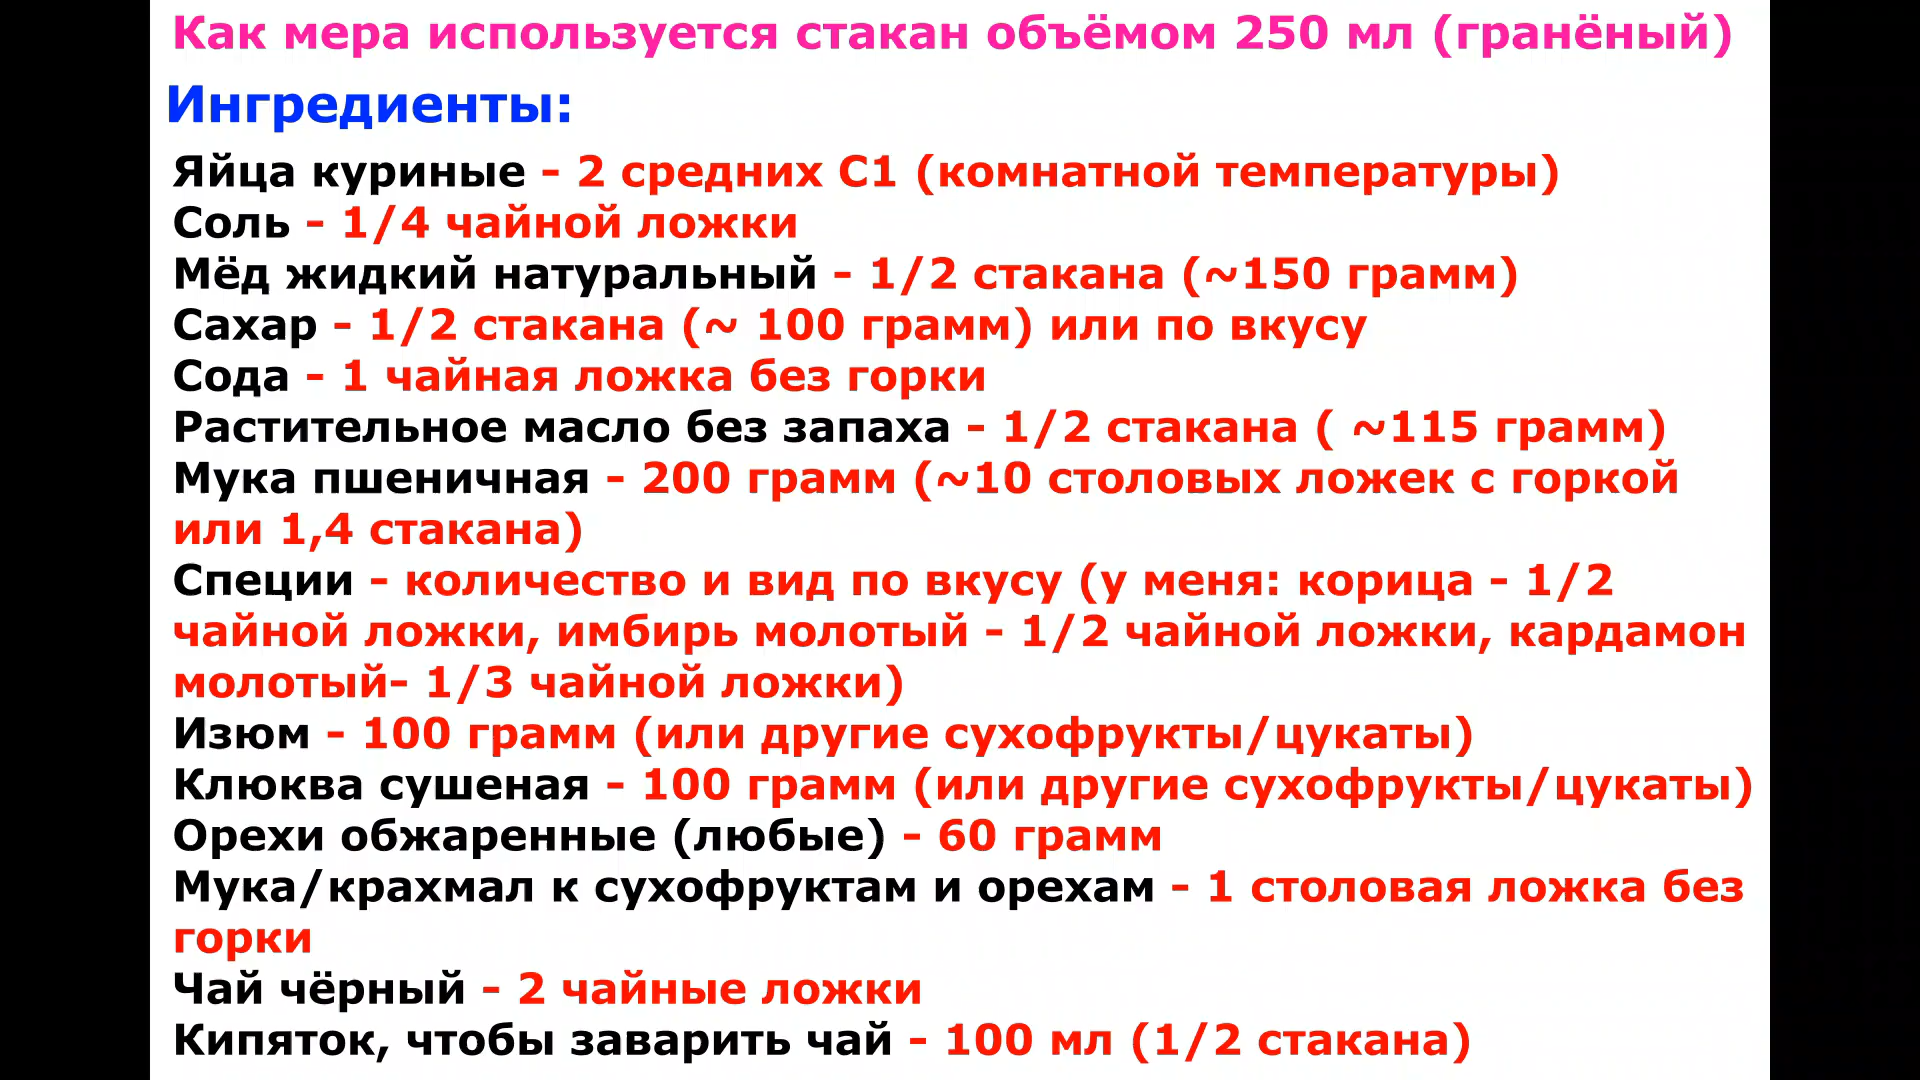 Как мера используется стакан объёмом 250 мл (гранёный)
Ингредиенты:
Яйца куриные - 2 средних С1 (комнатной температуры)
Соль - 1/4 чайной ложки
Мёд жидкий натуральный - 1/2 стакана (~150 грамм)
Сахар - 1/2 стакана (~ 100 грамм) или по вкусу
Сода - 1 чайная ложка без горки
Растительное масло без запаха - 1/2 стакана ( ~115 грамм)
Мука пшеничная - 200 грамм (~10 столовых ложек с горкой
или 1,4 стакана)
Специи - количество и вид по вкусу (у меня: корица - 1/2
чайной ложки, имбирь молотый - 1/2 чайной ложки, кардамон
молотый- 1/3 чайной ложки)
Изюм - 100 грамм (или другие сухофрукты/цукаты)
Клюква сушеная - 100 грамм (или другие сухофрукты/цукаты)
Орехи обжаренные (любые) - 60 грамм
Мука/крахмал к сухофруктам и орехам - 1 столовая ложка без
горки
Чай чёрный - 2 чайные ложки
Кипяток, чтобы заварить чай - 100 мл (1/2 стакана)